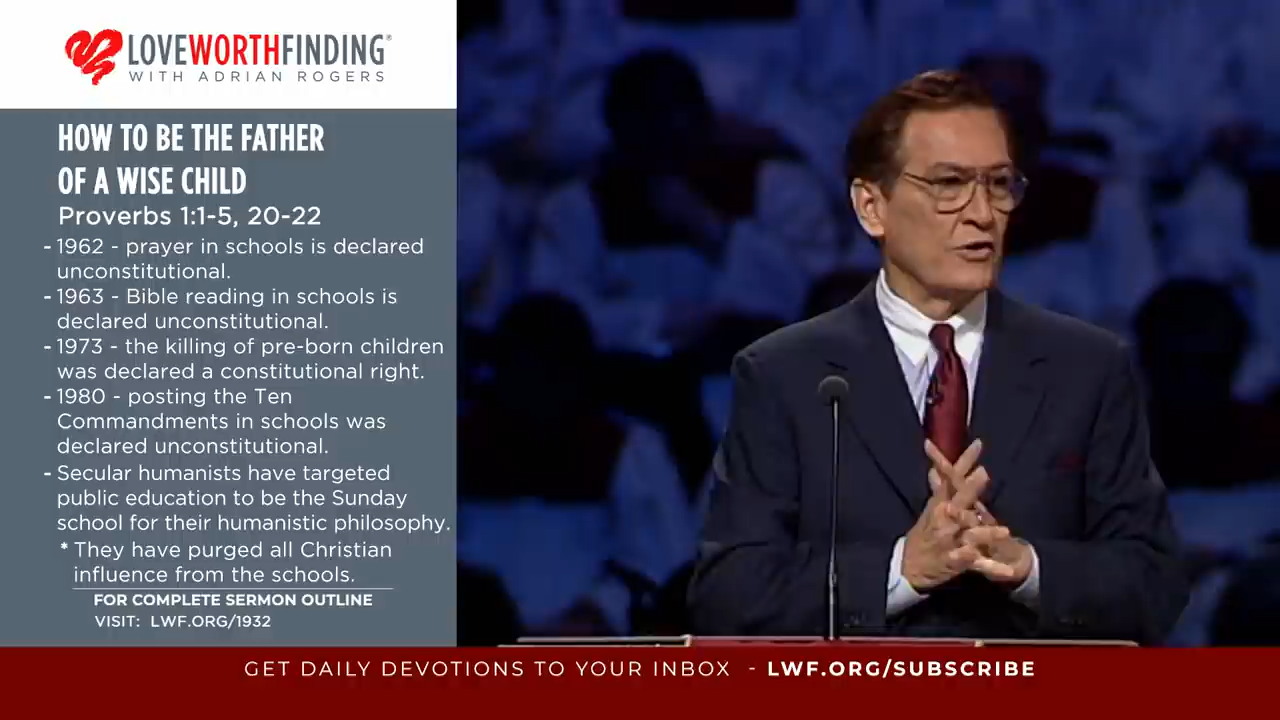 LOVEWORTHFINDING®
WITH ADRIAN ROGERS
HOW TO BE THE FATHER
OF A WISE CHILD
Proverbs 1:1-5, 20-22
- 1962 - prayer in schools is declared
unconstitutional.
- 1963 - Bible reading in schools is
declared unconstitutional.
- 1973 - the killing of pre-born children
was declared a constitutional right.
- 1980 - posting the Ten
Commandments in schools was
declared unconstitutional.
- Secular humanists have targeted
public education to be the Sunday
school for their humanistic philosophy.
* They have purged all Christian
influence from the schools.
FOR COMPLETE SERMON OUTLINE
VISIT: LWF.ORG/1932
GET DAILY DEVOTIONS TO YOUR INBOX - LWF.ORG/SUBSCRIBE